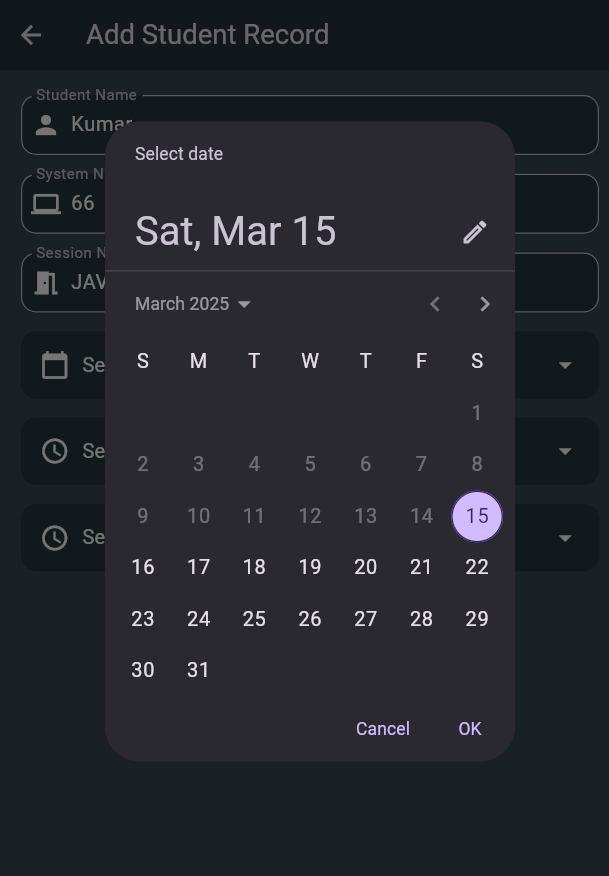 Add Student Record
Student Name
Kumar
System N
66
Session N
JAV
Se
Se
Se
Select date
Sat, Mar 15
March 2025
S M T W T F S
1
2 3 4 5 6 7 8
9 10 11 12 13 14 15
16 17 18 19 20 21 22
23 24 25 26 27 28 29
30 31
Cancel OK